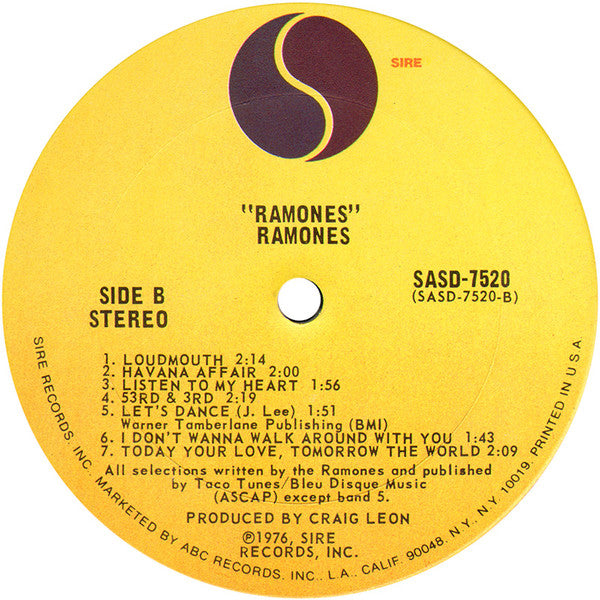 SIRE
"RAMONES"
RAMONES
SIDE B
STEREO
SASD-7520
(SASD-7520-B)
1. LOUDMOUTH 2:14
2. HAVANA AFFAIR 2:00
3. LISTEN TO MY HEART 1:56
4. 53RD & 3RD 2:19
5. LET'S DANCE (J. Lee) 1:51
Warner Tamberlane Publishing (BMI)
6. I DON'T WANNA WALK AROUND WITH YOU 1:43
7. TODAY YOUR LOVE, TOMORROW THE WORLD 2:09
All selections written by the Ramones and published
by Taco Tunes/Bleu Disque Music
(ASCAP) except band 5.
PRODUCED BY CRAIG LEON
℗1976, SIRE
RECORDS, INC.
SIRE RECORDS, INC., MARKETED BY ABC RECORDS, INC., L.A., CALIF. 90048, N.Y., N.Y. 10019. PRINTED IN U.S.A.